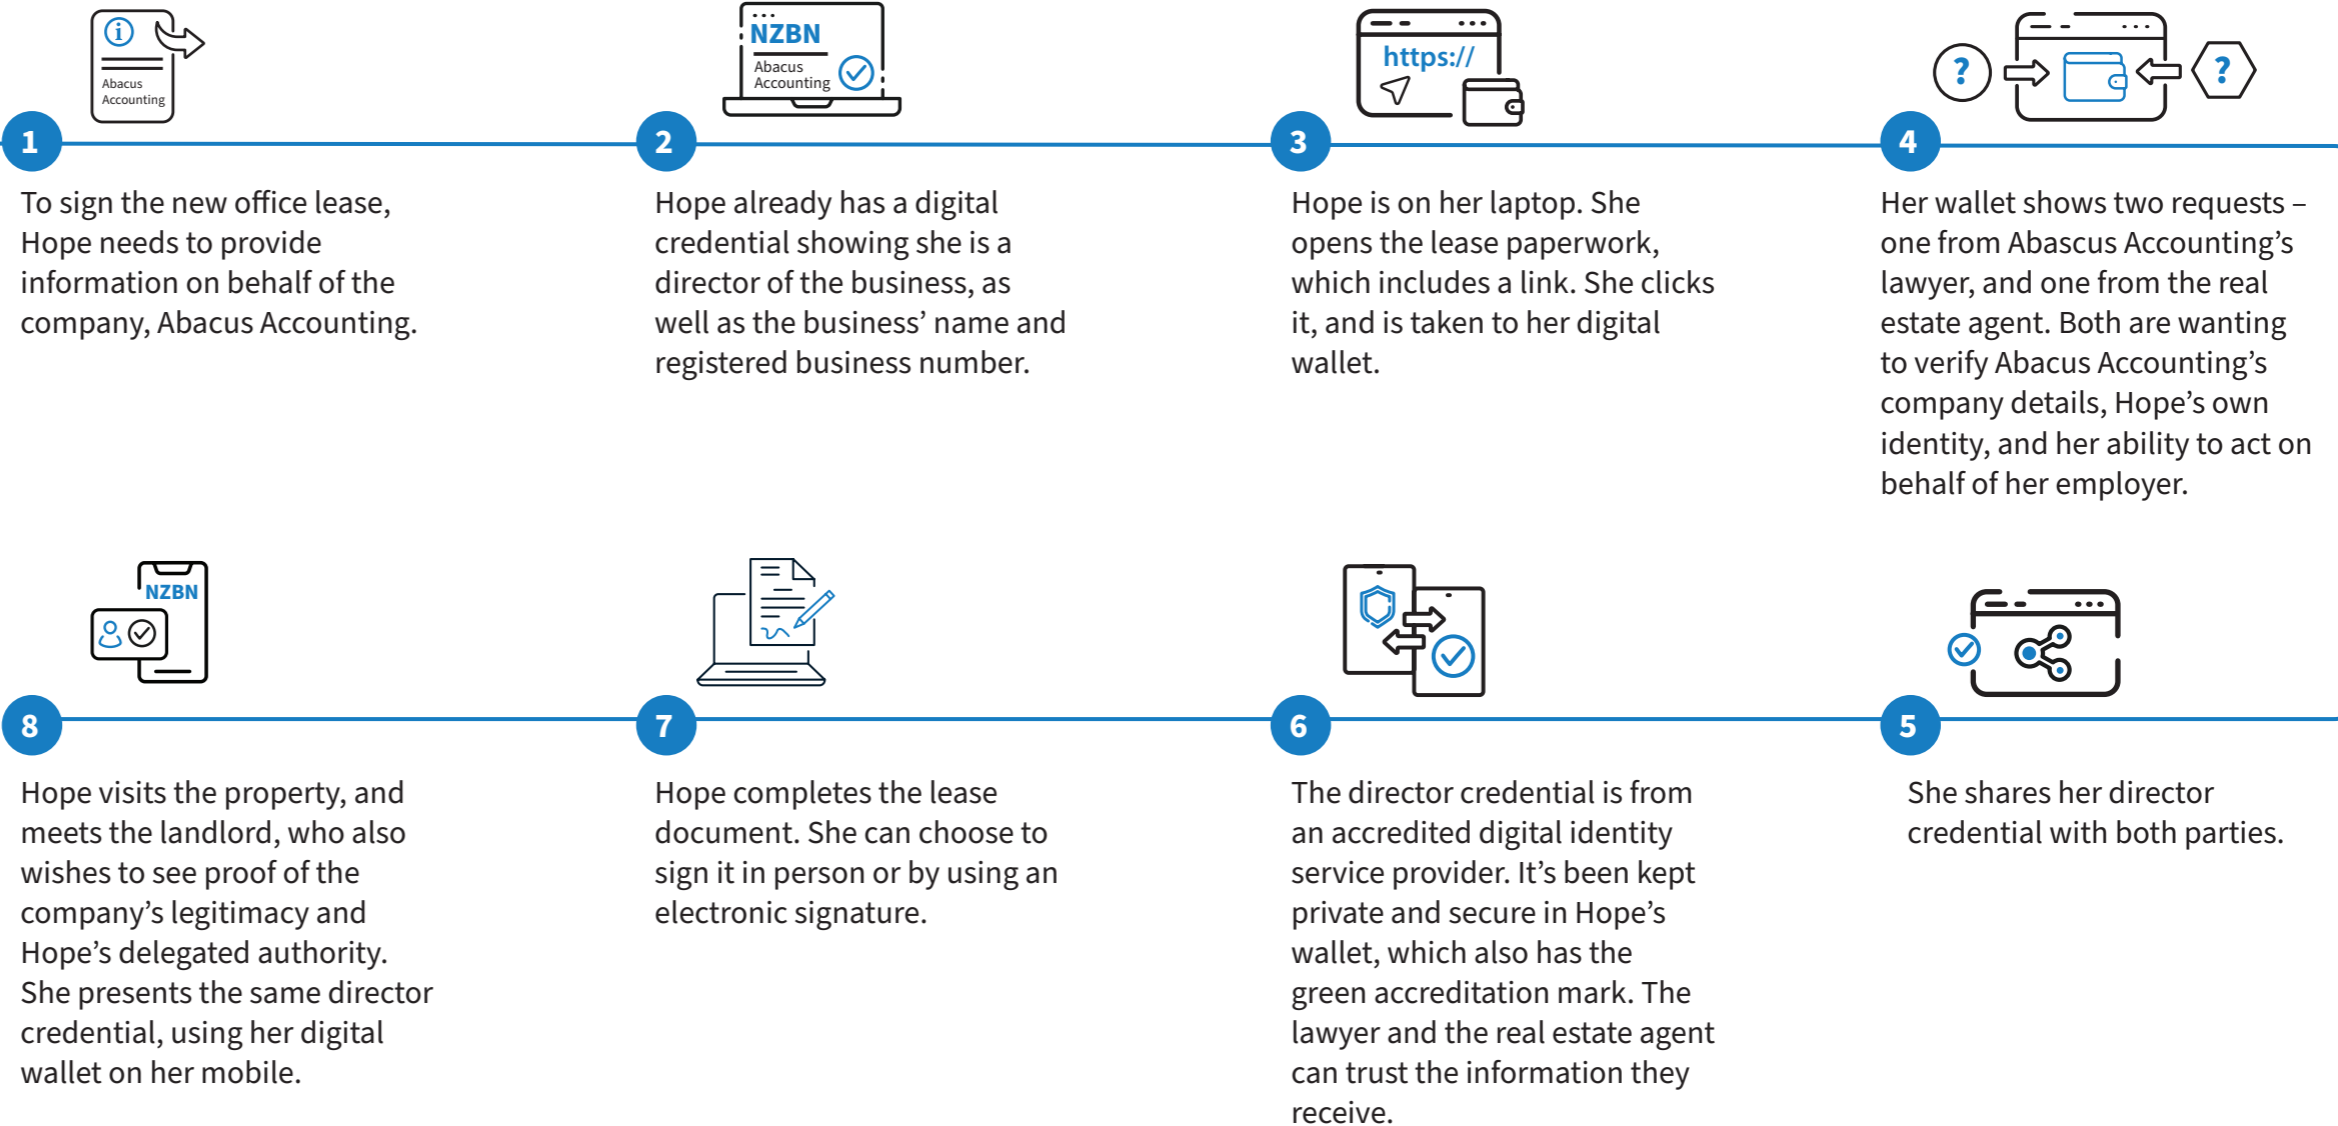 Abacus
Accounting
1
To sign the new office lease,
Hope needs to provide
information on behalf of the
company, Abacus Accounting.
NZBN
Abacus
Accounting
2
Hope already has a digital
credential showing she is a
director of the business, as
well as the business’ name and
registered business number.
https://
3
Hope is on her laptop. She
opens the lease paperwork,
which includes a link. She clicks
it, and is taken to her digital
wallet.
?
?
4
Her wallet shows two requests –
one from Abascus Accounting’s
lawyer, and one from the real
estate agent. Both are wanting
to verify Abacus Accounting’s
company details, Hope’s own
identity, and her ability to act on
behalf of her employer.
5
She shares her director
credential with both parties.
6
The director credential is from
an accredited digital identity
service provider. It’s been kept
private and secure in Hope’s
wallet, which also has the
green accreditation mark. The
lawyer and the real estate agent
can trust the information they
receive.
7
Hope completes the lease
document. She can choose to
sign it in person or by using an
electronic signature.
NZBN
8
Hope visits the property, and
meets the landlord, who also
wishes to see proof of the
company’s legitimacy and
Hope’s delegated authority.
She presents the same director
credential, using her digital
wallet on her mobile.